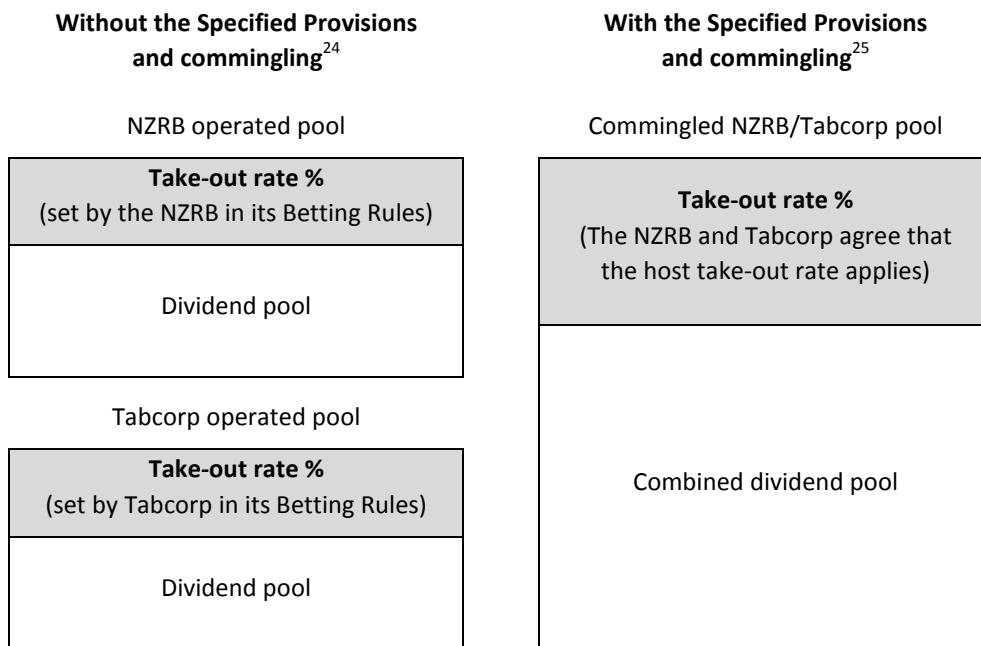 Without the Specified Provisions
and commingling24
NZRB operated pool
Take-out rate %
(set by the NZRB in its Betting Rules)
Dividend pool
Tabcorp operated pool
Take-out rate %
(set by Tabcorp in its Betting Rules)
Dividend pool
With the Specified Provisions
and commingling25
Commingled NZRB/Tabcorp pool
Take-out rate %
(The NZRB and Tabcorp agree that
the host take-out rate applies)
Combined dividend pool